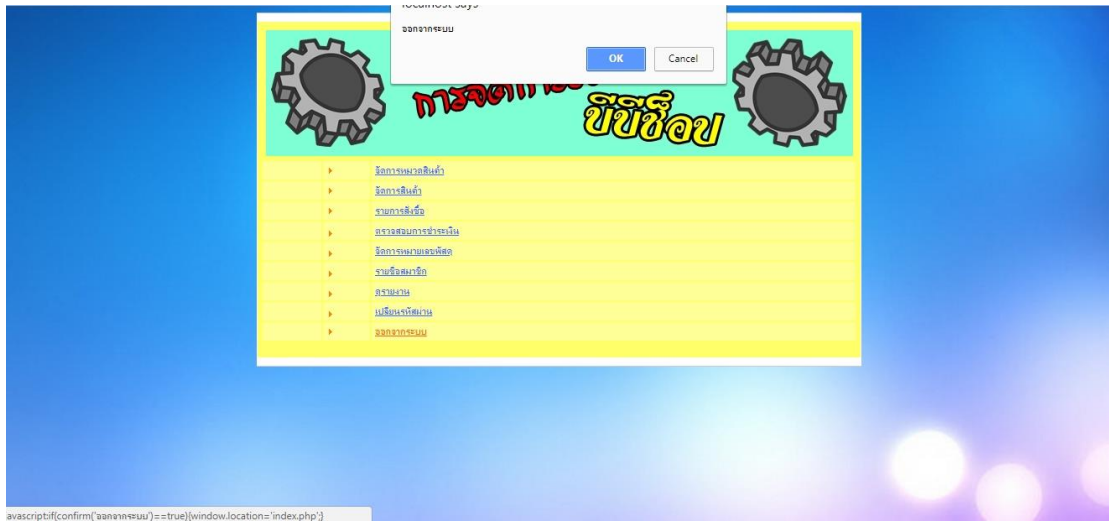 localhost says
ออกจากระบบ
OK Cancel
บีบีช็อป
จัดการหมวดสินค้า
จัดการสินค้า
รายการสั่งซื้อ
ตรวจสอบการชำระเงิน
จัดการหมายเลขพัสดุ
รายชื่อสมาชิก
ดูรายงาน
เปลี่ยนรหัสผ่าน
ออกจากระบบ
avascript:if(confirm('ออกจากระบบ')==true){window.location='index.php';}